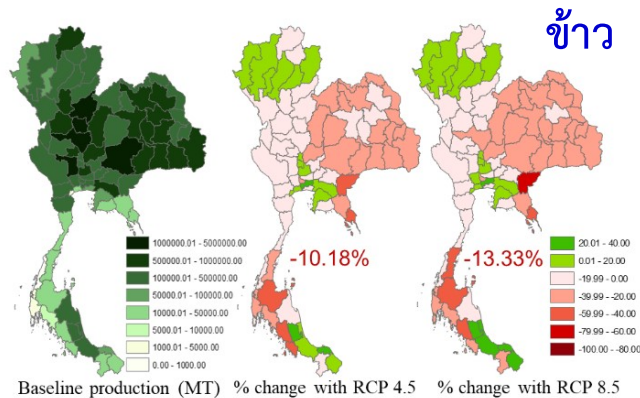 ข้าว
1000000.01 - 5000000.00
500000.01 - 1000000.00
100000.01 - 500000.00
50000.01 - 100000.00
10000.01 - 50000.00
5000.01 - 10000.00
1000.01 - 5000.00
0.00 - 1000.00
-10.18%
-13.33%
20.01 - 40.00
0.01 - 20.00
-19.99 - 0.00
-39.99 - -20.00
-59.99 - -40.00
-79.99 - -60.00
-100.00 - -80.00
Baseline production (MT)
% change with RCP 4.5
% change with RCP 8.5